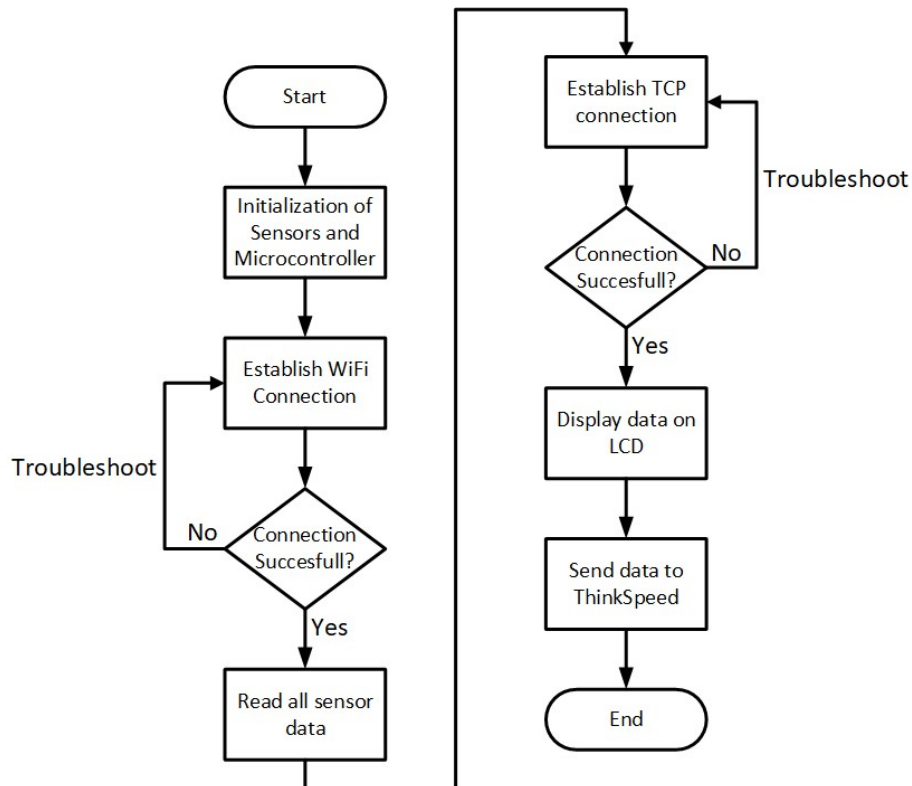 Start
Initialization of
Sensors and
Microcontroller
Establish WiFi
Connection
Troubleshoot
No
Connection
Succesfull?
Yes
Read all sensor
data
Establish TCP
connection
Troubleshoot
Connection
Succesfull?
No
Yes
Display data on
LCD
Send data to
ThinkSpeed
End